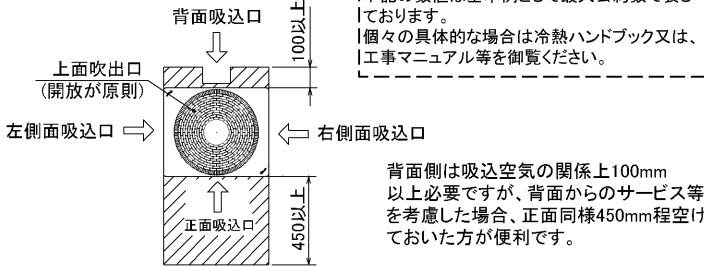 ております。
個々の具体的な場合は冷熱ハンドブック又は、
工事マニュアル等を御覧ください。
背面吸込口
100以上
上面吹出口
(開放が原則)
左側面吸込口
右側面吸込口
正面吸込口
450以上
背面側は吸込空気の関係上100mm
以上必要ですが、背面からのサービス等
を考慮した場合、正面同様450mm程空け
ておいた方が便利です。